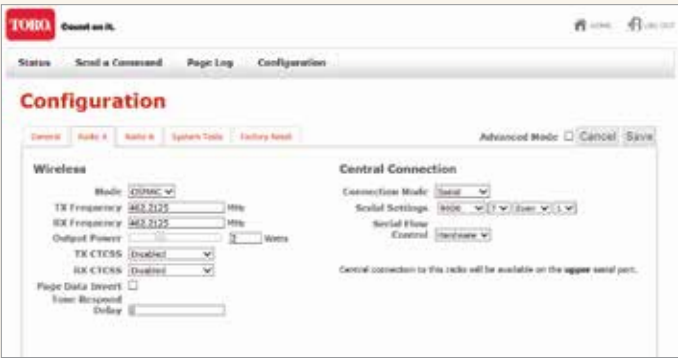 TORO. Count on it.
HOME LOG OUT
Status Send a Command Page Log Configuration
Configuration
General Radio A Radio B System Tools Factory Reset
Advanced Mode Cancel Save
Wireless
Mode OSMAC
TX Frequency 462.2125 MHz
RX Frequency 462.2125 MHz
Output Power 2 Watts
TX CTCSS Disabled
RX CTCSS Disabled
Page Data Invert
Tone Respond
Delay
Central Connection
Connection Mode Serial
Serial Settings 9600 7 Even 1
Serial Flow
Control Hardware
Central connection to this radio will be available on the upper serial port.